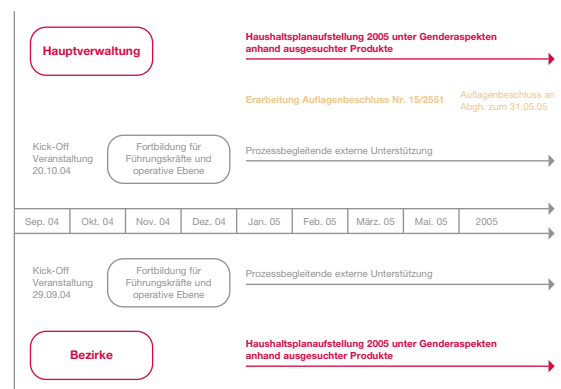 Hauptverwaltung
Haushaltsplanaufstellung 2005 unter Genderaspekten
anhand ausgesuchter Produkte
Erarbeitung Auflagenbeschluss Nr. 15/2551
Auflagenbeschluss an
Abgh. zum 31.05.05
Kick-Off
Veranstaltung
20.10.04
Fortbildung für
Führungskräfte und
operative Ebene
Prozessbegleitende externe Unterstützung
Sep. 04 Okt. 04 Nov. 04 Dez. 04 Jan. 05 Feb. 05 März. 05 Mai. 05 2005
Kick-Off
Veranstaltung
29.09.04
Fortbildung für
Führungskräfte und
operative Ebene
Prozessbegleitende externe Unterstützung
Bezirke
Haushaltsplanaufstellung 2005 unter Genderaspekten
anhand ausgesuchter Produkte